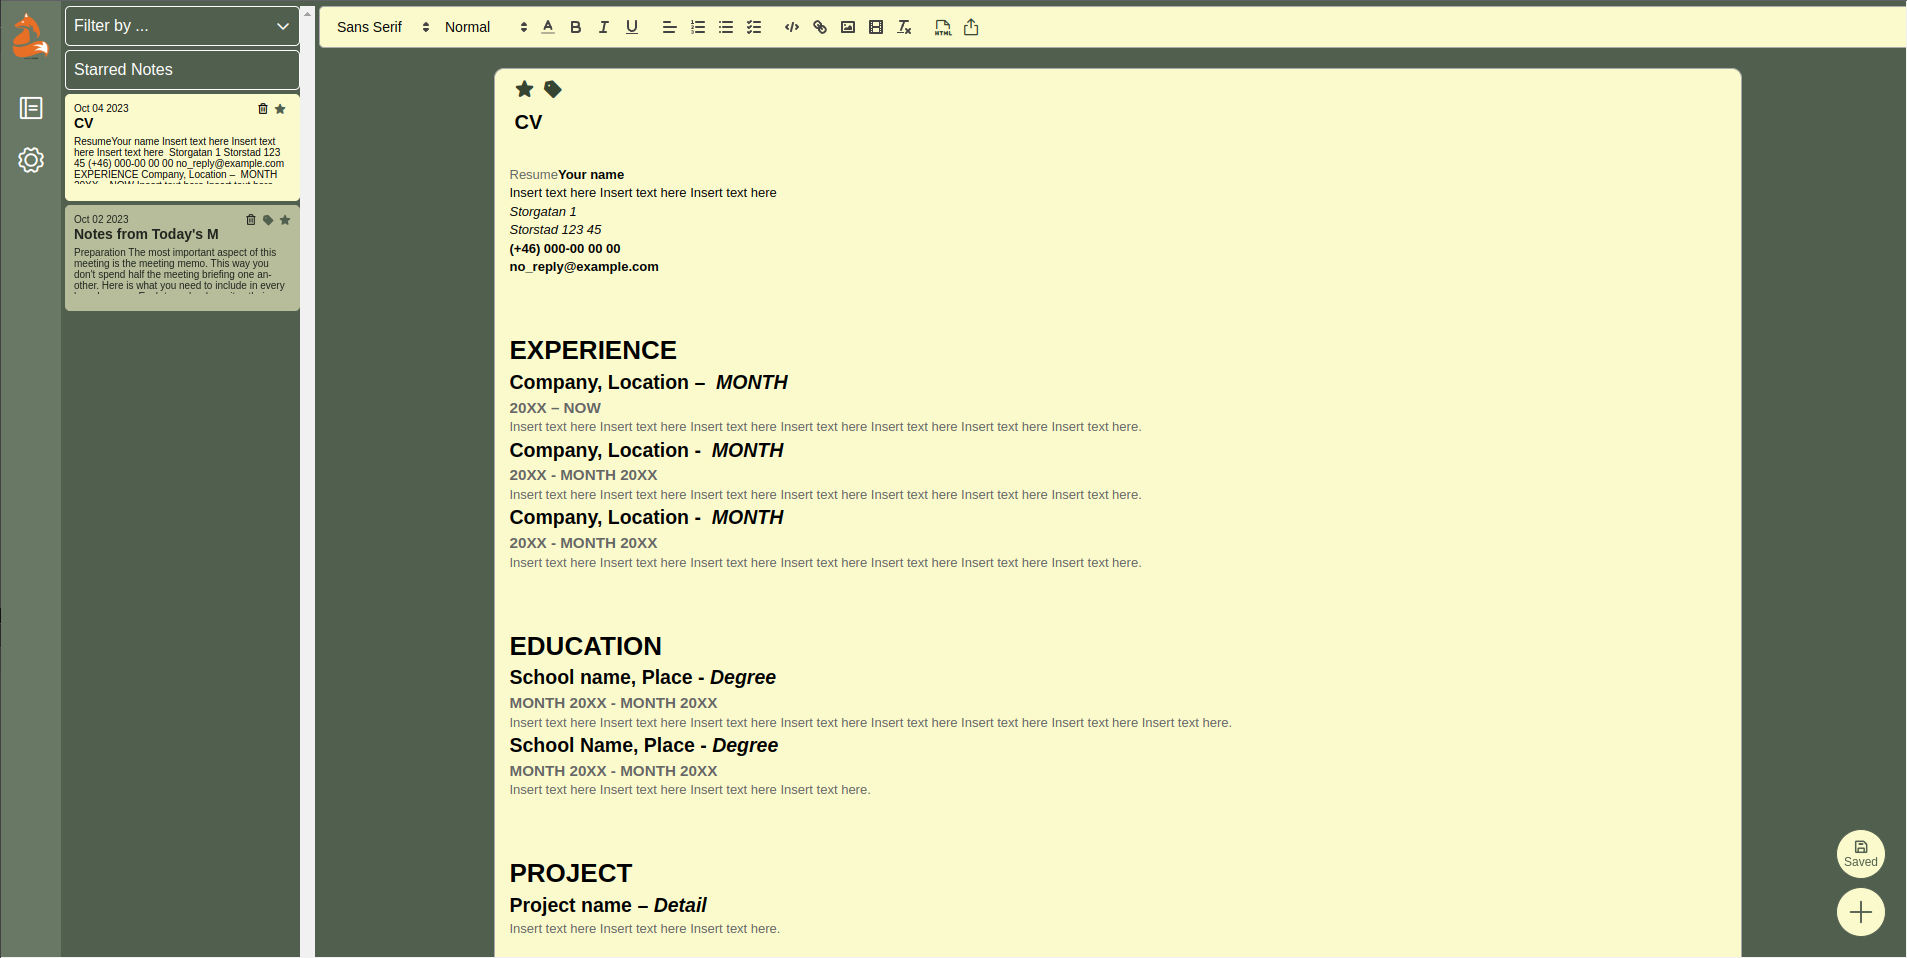 Filter by ...
Starred Notes
Oct 04 2023
CV
ResumeYour name Insert text here Insert text
here Insert text here  Storgatan 1 Storstad 123
45 (+46) 000-00 00 00 no_reply@example.com
EXPERIENCE Company, Location –  MONTH
20XX – NOW Insert text here Insert text here
Oct 02 2023
Notes from Today's M
Preparation The most important aspect of this
meeting is the meeting memo. This way you
don't spend half the meeting briefing one an-
other. Here is what you need to include in every
Sans Serif
Normal
HTML
CV
ResumeYour name
Insert text here Insert text here Insert text here
Storgatan 1
Storstad 123 45
(+46) 000-00 00 00
no_reply@example.com
EXPERIENCE
Company, Location –  MONTH
20XX – NOW
Insert text here Insert text here Insert text here Insert text here Insert text here Insert text here Insert text here.
Company, Location -  MONTH
20XX - MONTH 20XX
Insert text here Insert text here Insert text here Insert text here Insert text here Insert text here Insert text here.
Company, Location -  MONTH
20XX - MONTH 20XX
Insert text here Insert text here Insert text here Insert text here Insert text here Insert text here Insert text here.
EDUCATION
School name, Place - Degree
MONTH 20XX - MONTH 20XX
Insert text here Insert text here Insert text here Insert text here Insert text here Insert text here Insert text here Insert text here.
School Name, Place - Degree
MONTH 20XX - MONTH 20XX
Insert text here Insert text here Insert text here Insert text here.
PROJECT
Project name – Detail
Insert text here Insert text here Insert text here.
Saved